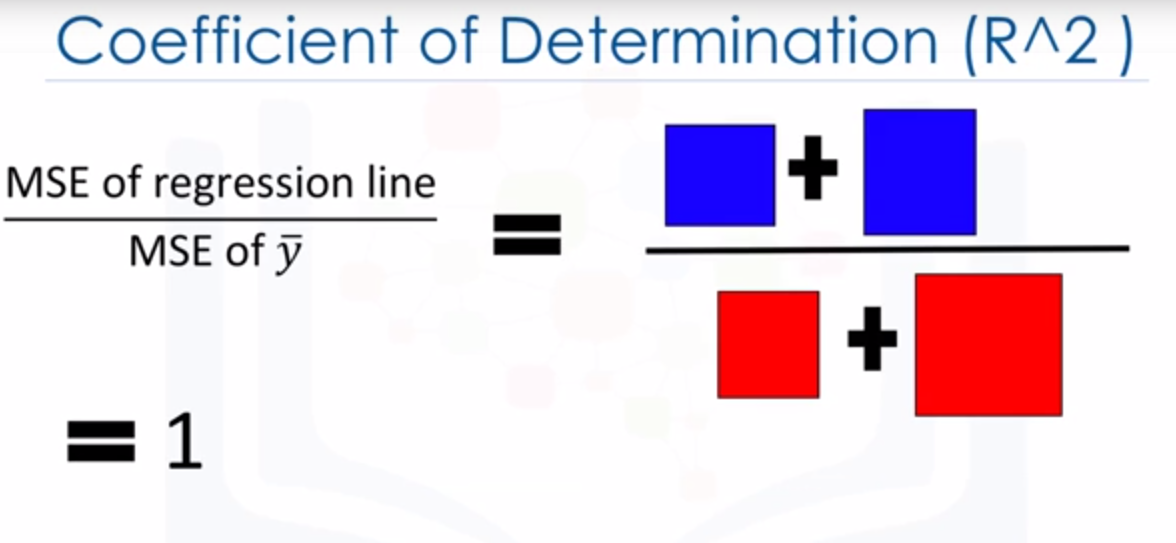 Coefficient of Determination (R^2 )
MSE of regression line
MSE of ȳ
=
+
+
= 1